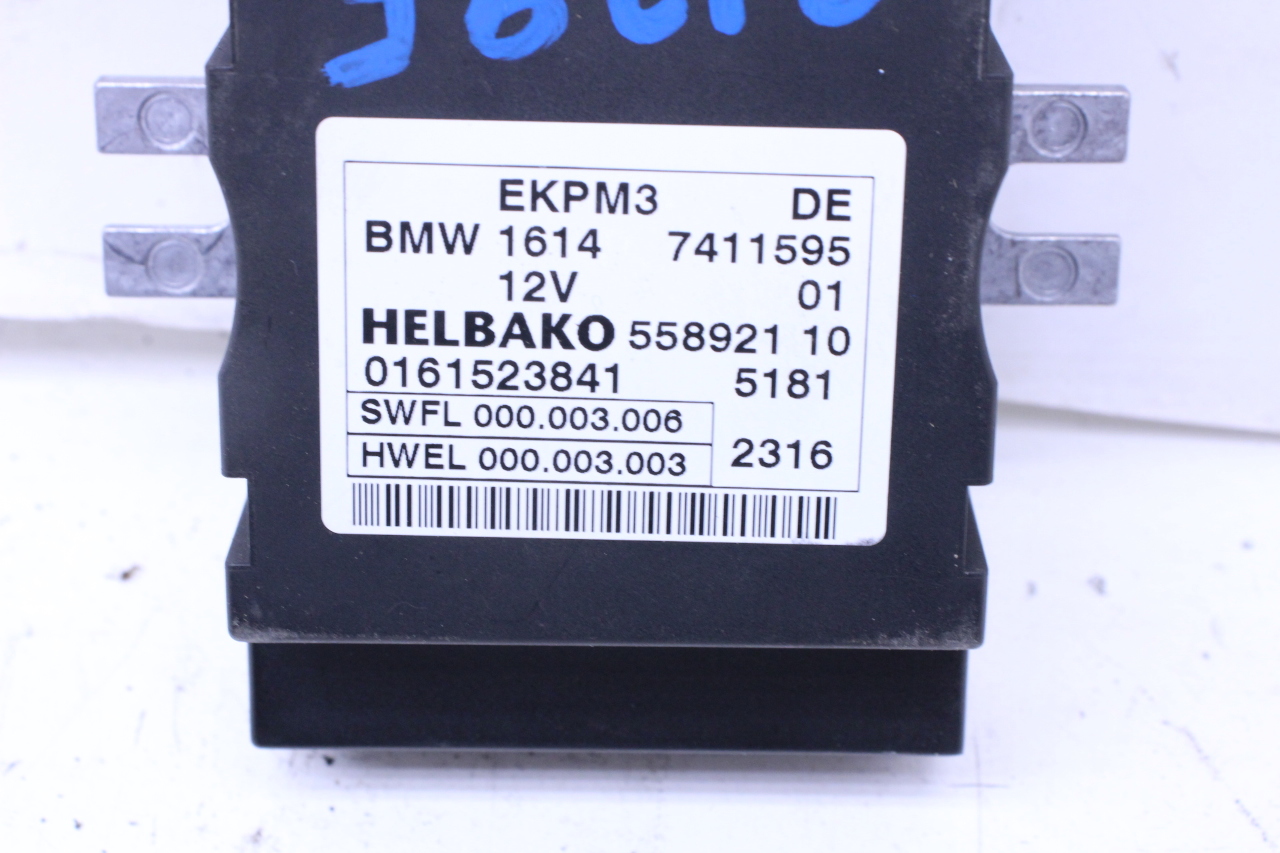 EKPM3 DE
BMW 1614 7411595
12V 01
HELBAKO 558921 10
0161523841 5181
SWFL 000.003.006
HWEL 000.003.003 2316